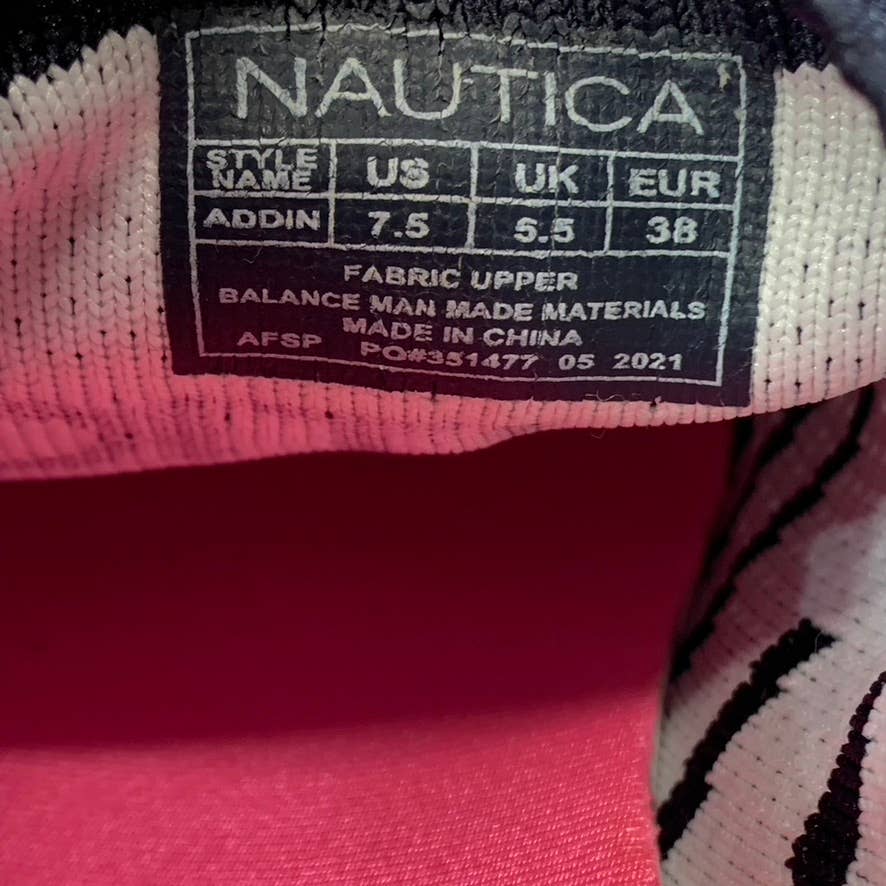 NAUTICA
STYLE NAME US UK EUR
ADDIN 7.5 5.5 38
FABRIC UPPER
BALANCE MAN MADE MATERIALS
MADE IN CHINA
AFSP PO#351477 05 2021